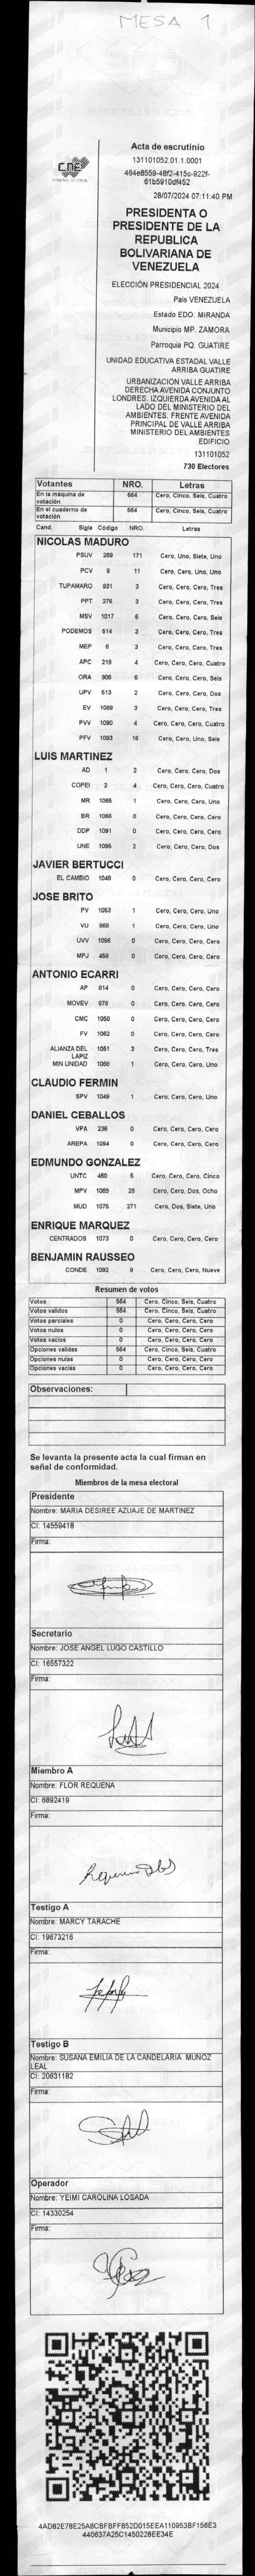 MESA 1
CNE
Acta de escrutinio
131101052.01.1.0001
464e8559-48f2-415c-922f-
61b5910df452
28/07/2024 07:11:40 PM
PRESIDENTA O
PRESIDENTE DE LA
REPUBLICA
BOLIVARIANA DE
VENEZUELA
ELECCIÓN PRESIDENCIAL 2024
País VENEZUELA
Estado EDO. MIRANDA
Municipio MP. ZAMORA
Parroquia PQ. GUATIRE
UNIDAD EDUCATIVA ESTADAL VALLE
ARRIBA GUATIRE
URBANIZACION VALLE ARRIBA
DERECHA AVENIDA CONJUNTO
LONDRES. IZQUIERDA AVENIDA AL
LADO DEL MINISTERIO DEL
AMBIENTES. FRENTE AVENIDA
PRINCIPAL DE VALLE ARRIBA
MINISTERIO DEL AMBIENTES
EDIFICIO
131101052
730 Electores
Votantes NRO. Letras
En la máquina de
votación 564 Cero, Cinco, Seis, Cuatro
En el cuaderno de
votación 564 Cero, Cinco, Seis, Cuatro
Cand. Sigla Código NRO. Letras
NICOLAS MADURO
PSUV 269 171 Cero, Uno, Siete, Uno
PCV 9 11 Cero, Cero, Uno, Uno
TUPAMARO 931 3 Cero, Cero, Cero, Tres
PPT 276 3 Cero, Cero, Cero, Tres
MSV 1017 6 Cero, Cero, Cero, Seis
PODEMOS 514 3 Cero, Cero, Cero, Tres
MEP 6 3 Cero, Cero, Cero, Tres
APC 219 4 Cero, Cero, Cero, Cuatro
ORA 906 6 Cero, Cero, Cero, Seis
UPV 613 2 Cero, Cero, Cero, Dos
EV 1089 3 Cero, Cero, Cero, Tres
PVV 1090 4 Cero, Cero, Cero, Cuatro
PFV 1093 16 Cero, Cero, Uno, Seis
LUIS MARTINEZ
AD 1 2 Cero, Cero, Cero, Dos
COPEI 2 4 Cero, Cero, Cero, Cuatro
MR 1065 1 Cero, Cero, Cero, Uno
BR 1066 0 Cero, Cero, Cero, Cero
DDP 1091 0 Cero, Cero, Cero, Cero
UNE 1095 2 Cero, Cero, Cero, Dos
JAVIER BERTUCCI
EL CAMBIO 1048 0 Cero, Cero, Cero, Cero
JOSE BRITO
PV 1053 1 Cero, Cero, Cero, Uno
VU 868 1 Cero, Cero, Cero, Uno
UVV 1096 0 Cero, Cero, Cero, Cero
MPJ 458 0 Cero, Cero, Cero, Cero
ANTONIO ECARRI
AP 814 0 Cero, Cero, Cero, Cero
MOVEV 879 0 Cero, Cero, Cero, Cero
CMC 1050 0 Cero, Cero, Cero, Cero
FV 1062 0 Cero, Cero, Cero, Cero
ALIANZA DEL 1051 3 Cero, Cero, Cero, Tres
LAPIZ
MIN UNIDAD 1068 1 Cero, Cero, Cero, Uno
CLAUDIO FERMIN
SPV 1049 1 Cero, Cero, Cero, Uno
DANIEL CEBALLOS
VPA 236 0 Cero, Cero, Cero, Cero
AREPA 1094 0 Cero, Cero, Cero, Cero
EDMUNDO GONZALEZ
UNTC 460 5 Cero, Cero, Cero, Cinco
MPV 1069 28 Cero, Cero, Dos, Ocho
MUD 1076 271 Cero, Dos, Siete, Uno
ENRIQUE MARQUEZ
CENTRADOS 1073 0 Cero, Cero, Cero, Cero
BENJAMIN RAUSSEO
CONDE 1092 9 Cero, Cero, Cero, Nueve
Resumen de votos
Votos 564 Cero, Cinco, Seis, Cuatro
Votos validos 564 Cero, Cinco, Seis, Cuatro
Votos parciales 0 Cero, Cero, Cero, Cero
Votos nulos 0 Cero, Cero, Cero, Cero
Votos vacios 0 Cero, Cero, Cero, Cero
Opciones validas 564 Cero, Cinco, Seis, Cuatro
Opciones nulas 0 Cero, Cero, Cero, Cero
Opciones vacias 0 Cero, Cero, Cero, Cero
Observaciones:
Se levanta la presente acta la cual firman en
señal de conformidad.
Miembros de la mesa electoral
Presidente
Nombre: MARIA DESIREE AZUAJE DE MARTINEZ
CI: 14559418
Firma:
Secretario
Nombre: JOSE ANGEL LUGO CASTILLO
CI: 16557322
Firma:
Miembro A
Nombre: FLOR REQUENA
CI: 6892419
Firma:
Testigo A
Nombre: MARCY TARACHE
CI: 19673216
Firma:
Testigo B
Nombre: SUSANA EMILIA DE LA CANDELARIA MUNOZ
LEAL
CI: 20631182
Firma:
Operador
Nombre: YEIMI CAROLINA LOSADA
CI: 14330254
Firma:
4AD82E78E25A8CBFBFF852D015EEA110953BF156E3
440637A25C1450228EE34E